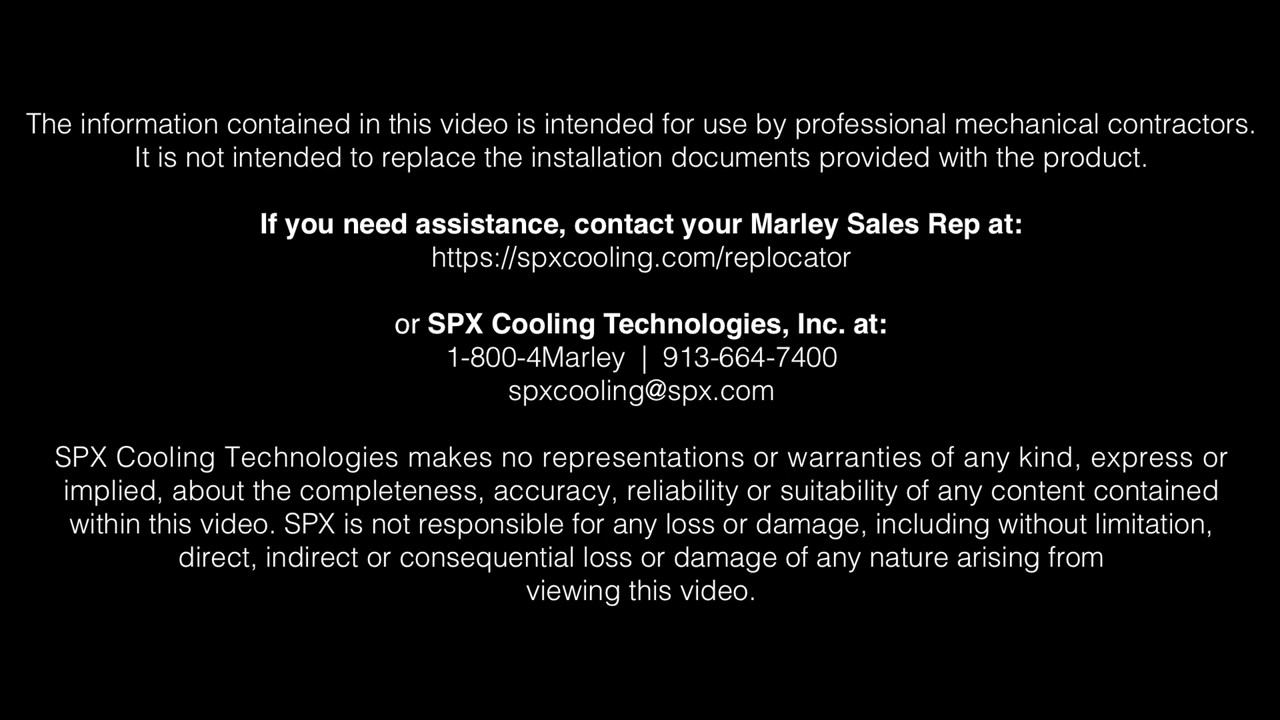 The information contained in this video is intended for use by professional mechanical contractors.
It is not intended to replace the installation documents provided with the product.
If you need assistance, contact your Marley Sales Rep at:
https://spxcooling.com/replocator
or SPX Cooling Technologies, Inc. at:
1-800-4Marley | 913-664-7400
spxcooling@spx.com
SPX Cooling Technologies makes no representations or warranties of any kind, express or
implied, about the completeness, accuracy, reliability or suitability of any content contained
within this video. SPX is not responsible for any loss or damage, including without limitation,
direct, indirect or consequential loss or damage of any nature arising from
viewing this video.